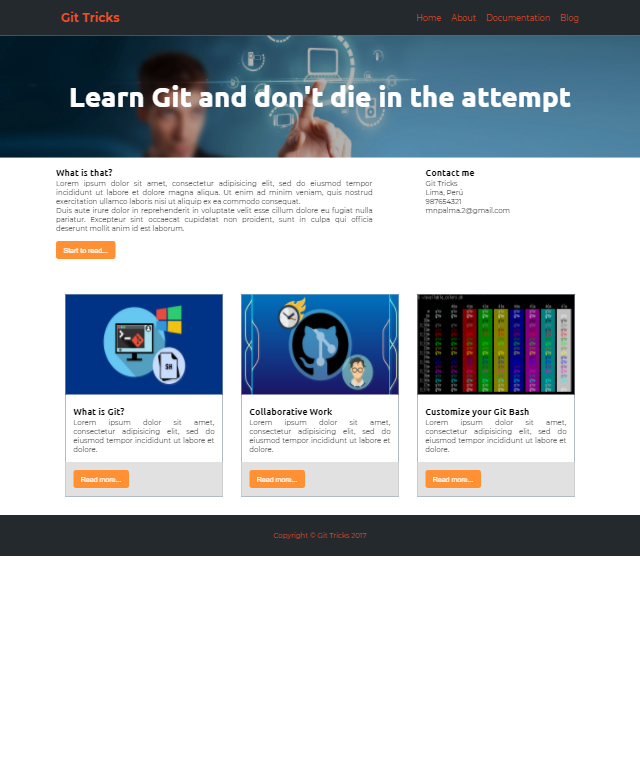 Git Tricks
Home About Documentation Blog
Learn Git and don't die in the attempt
What is that?
Lorem ipsum dolor sit amet, consectetur adipisicing elit, sed do eiusmod tempor
incididunt ut labore et dolore magna aliqua. Ut enim ad minim veniam, quis nostrud
exercitation ullamco laboris nisi ut aliquip ex ea commodo consequat.
Duis aute irure dolor in reprehenderit in voluptate velit esse cillum dolore eu fugiat nulla
pariatur. Excepteur sint occaecat cupidatat non proident, sunt in culpa qui officia
deserunt mollit anim id est laborum.
Start to read...
Contact me
Git Tricks
Lima, Perú
987654321
mnpalma.2@gmail.com
SH
What is Git?
Lorem ipsum dolor sit amet,
consectetur adipisicing elit, sed do
eiusmod tempor incididunt ut labore et
dolore.
Read more...
Collaborative Work
Lorem ipsum dolor sit amet,
consectetur adipisicing elit, sed do
eiusmod tempor incididunt ut labore et
dolore.
Read more...
Customize your Git Bash
Lorem ipsum dolor sit amet,
consectetur adipisicing elit, sed do
eiusmod tempor incididunt ut labore et
dolore.
Read more...
Copyright © Git Tricks 2017